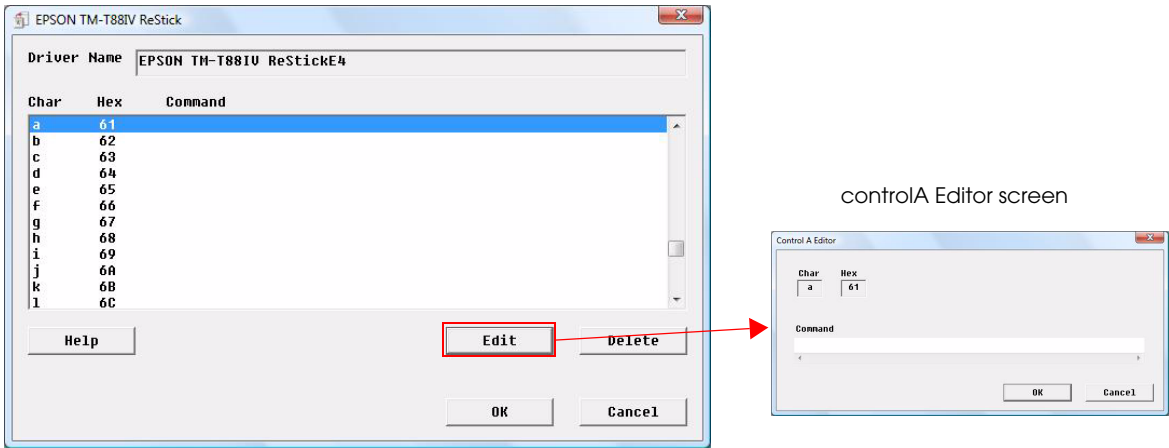 EPSON TM-T88IV ReStick
Driver Name EPSON TM-T88IV ReStickE4
Char Hex Command
a 61
b 62
c 63
d 64
e 65
f 66
g 67
h 68
i 69
j 6A
k 6B
l 6C
Help Edit Delete
OK Cancel
controlA Editor screen
Control A Editor
Char Hex
a 61
Command
OK Cancel